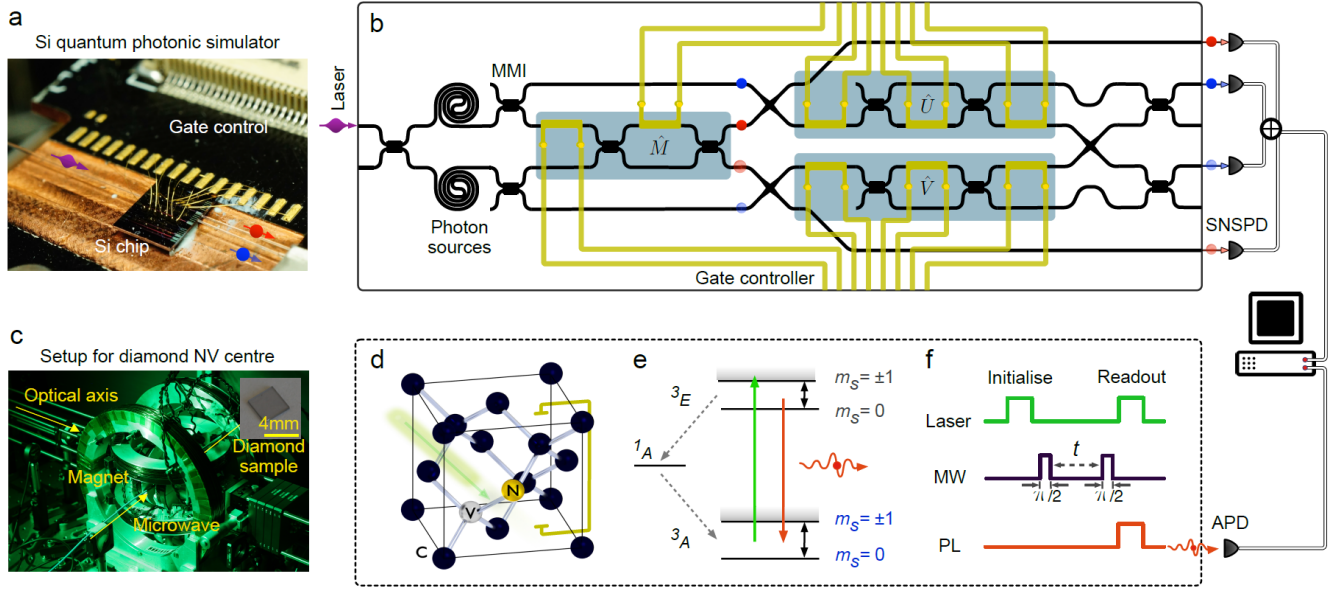 a
Si quantum photonic simulator
Gate control
Si chip
b
Laser
MMI
M̂
Û
V̂
Photon
sources
Gate controller
SNSPD
c
Setup for diamond NV centre
Optical axis
4mm
Diamond
sample
Magnet
Microwave
d
N
V
C
e
³E
mₛ = ±1
mₛ = 0
¹A
³A
mₛ = ±1
mₛ = 0
f
Initialise
Readout
Laser
t
MW
π/2
π/2
PL
APD